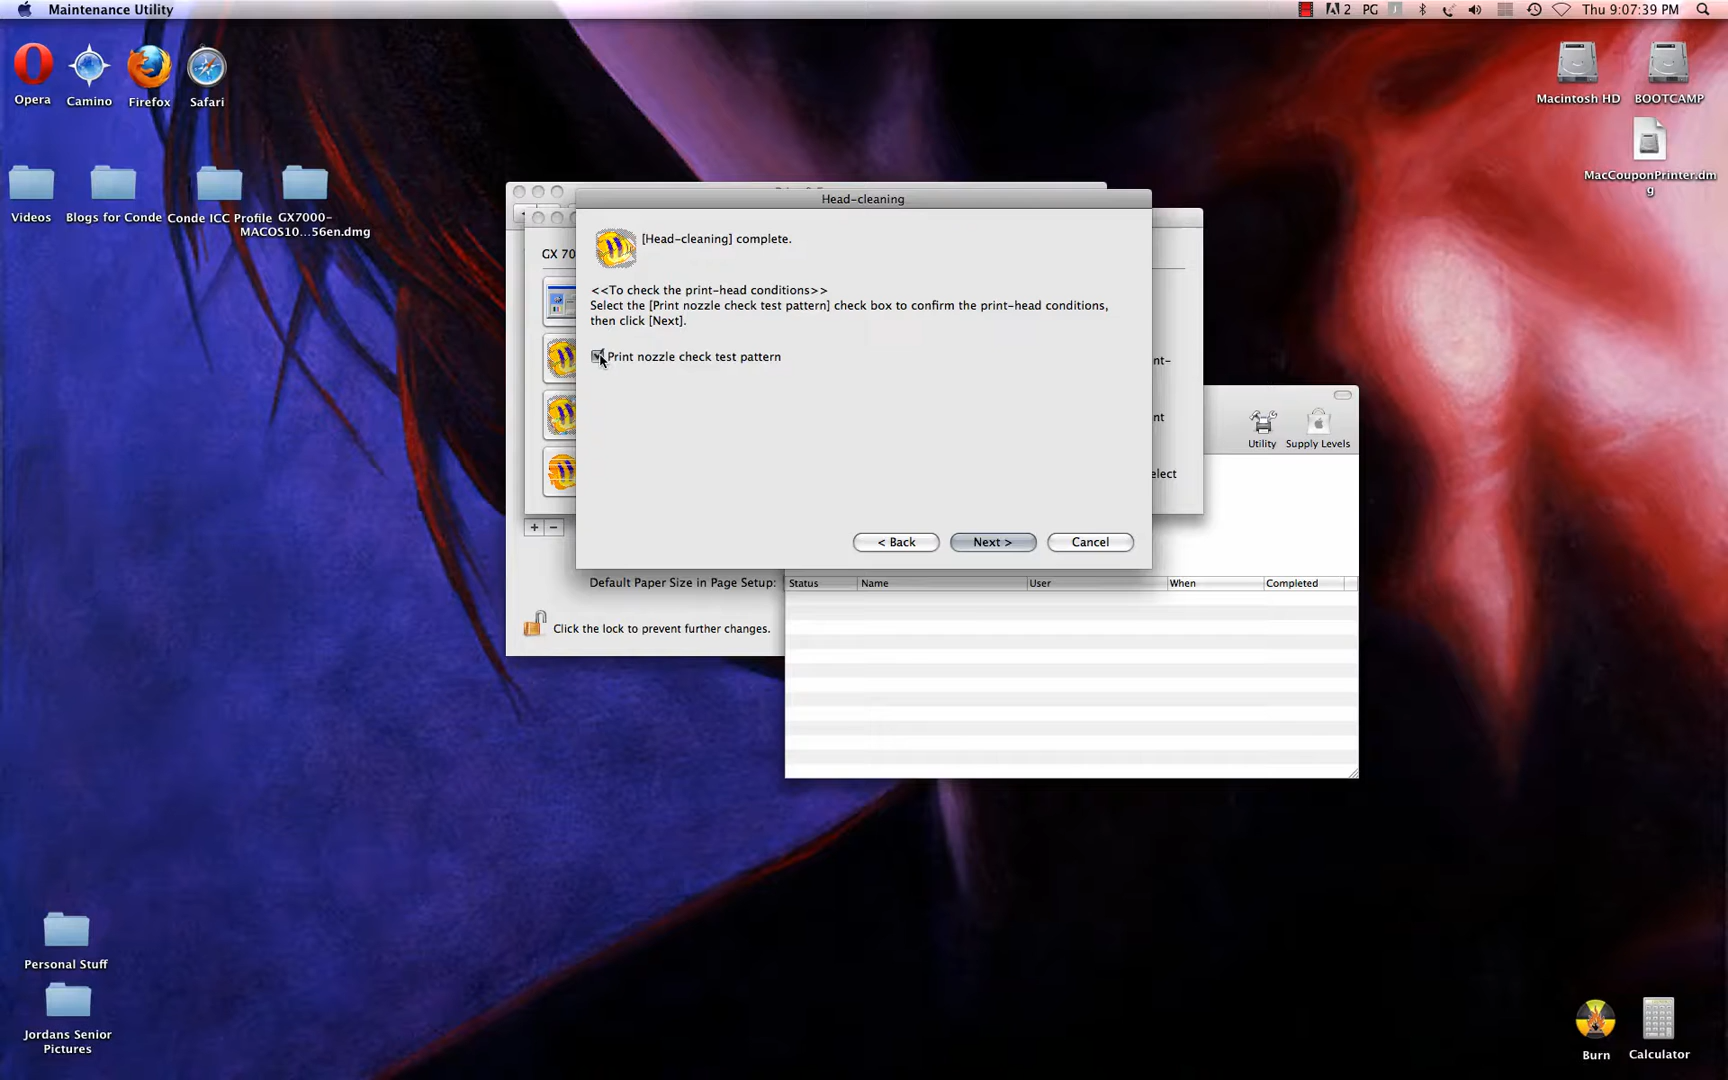 Maintenance Utility
2 PG Thu 9:07:39 PM
Opera
Camino
Firefox
Safari
Macintosh HD
BOOTCAMP
MacCouponPrinter.dm
g
Videos
Blogs for Conde
Conde ICC Profile
GX7000-
MACOS10...56en.dmg
Head-cleaning
[Head-cleaning] complete.
GX 70
<<To check the print-head conditions>>
Select the [Print nozzle check test pattern] check box to confirm the print-head conditions,
then click [Next].
Print nozzle check test pattern
nt-
nt
elect
Utility
Supply Levels
+ −
< Back
Next >
Cancel
Default Paper Size in Page Setup:
Status
Name
User
When
Completed
Click the lock to prevent further changes.
Personal Stuff
Jordans Senior
Pictures
Burn
Calculator